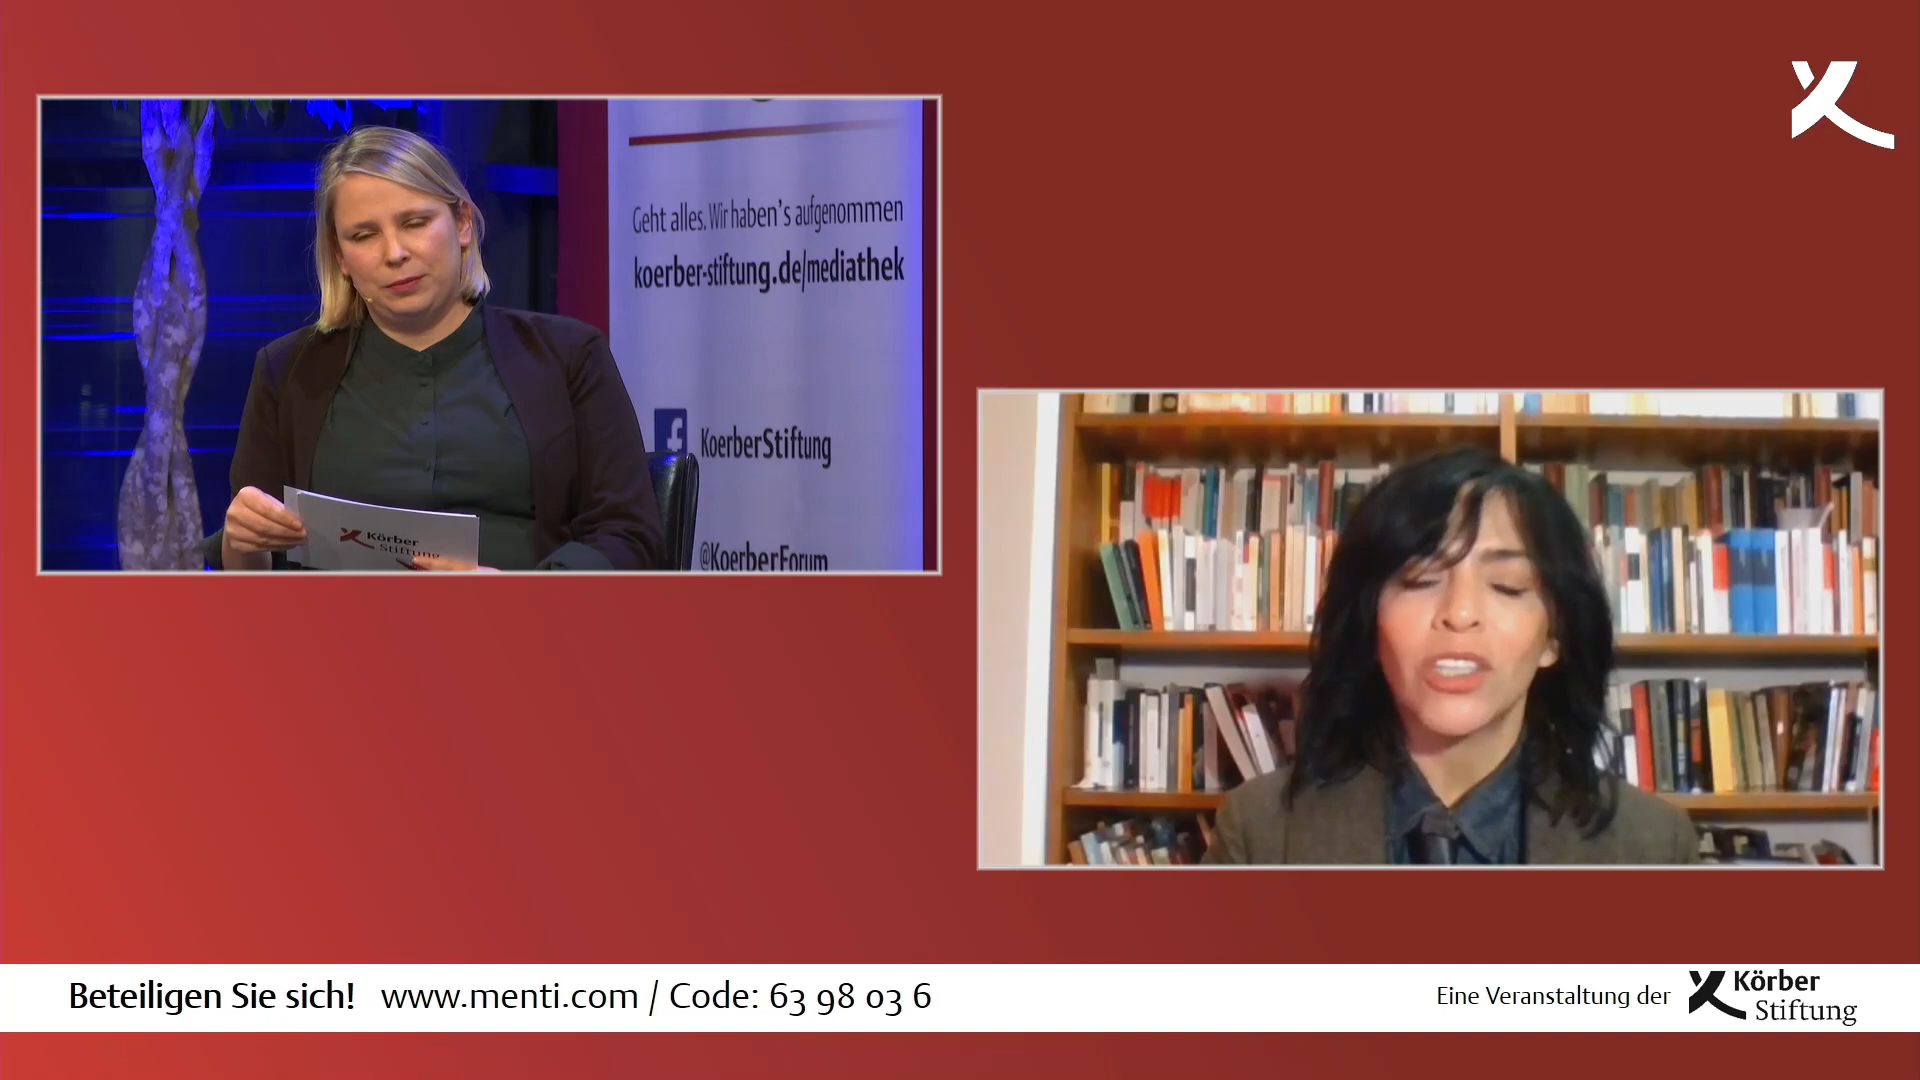 Geht alles. Wir haben's aufgenommen
koerber-stiftung.de/mediathek
KoerberStiftung
@KoerberForum
Körber
Stiftung
Beteiligen Sie sich! www.menti.com / Code: 63 98 03 6
Eine Veranstaltung der
Körber
Stiftung